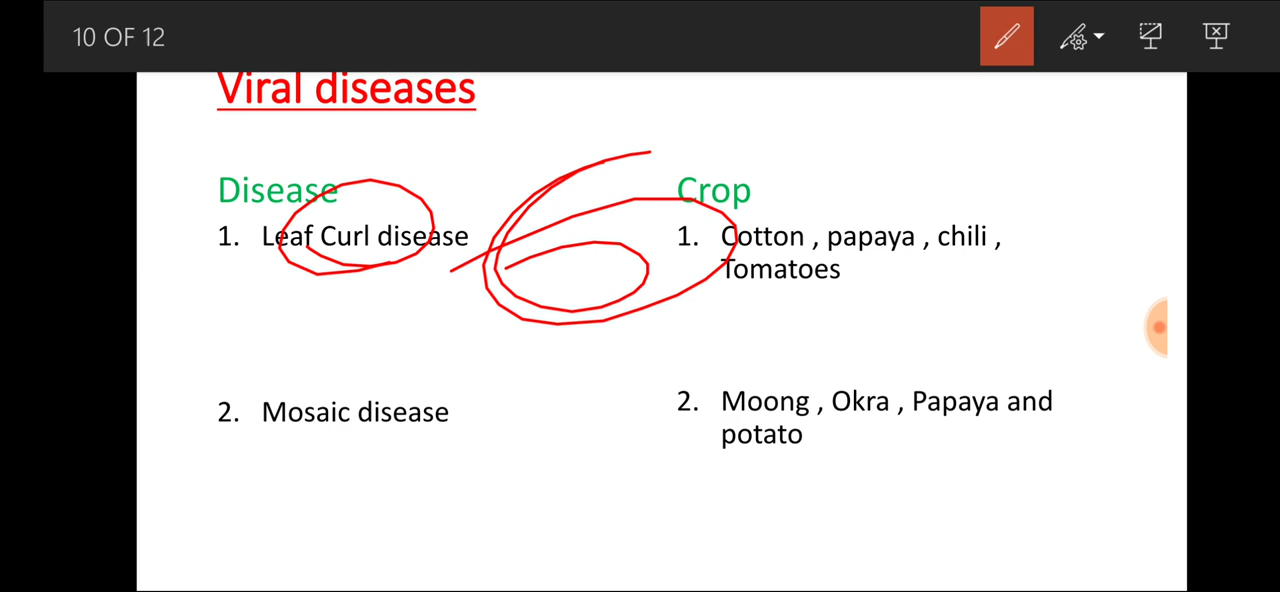 10 OF 12
Viral diseases
Disease
Crop
1. Leaf Curl disease
1. Cotton , papaya , chili ,
Tomatoes
2. Mosaic disease
2. Moong , Okra , Papaya and
potato